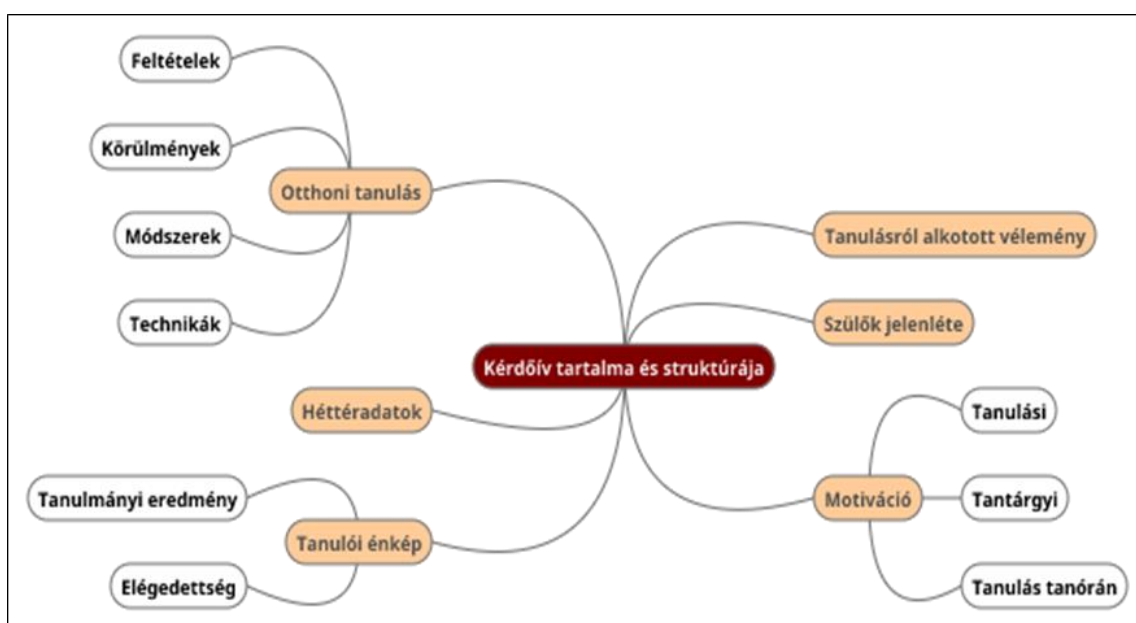 Feltételek
Körülmények
Otthoni tanulás
Módszerek
Technikák
Tanulásról alkotott vélemény
Szülők jelenléte
Kérdőív tartalma és struktúrája
Héttéradatok
Tanulási
Tanulmányi eredmény
Motiváció
Tantárgyi
Tanulói énkép
Elégedettség
Tanulás tanórán